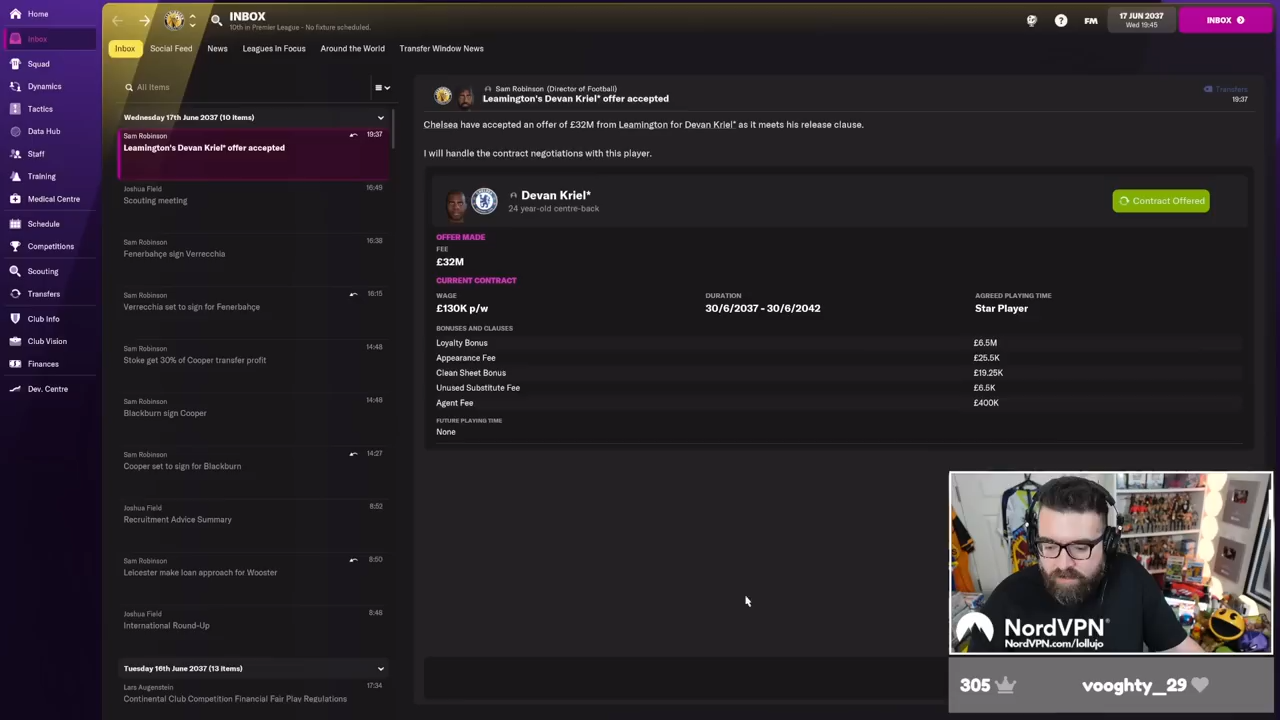 Home
Inbox
Squad
Dynamics
Tactics
Data Hub
Staff
Training
Medical Centre
Schedule
Competitions
Scouting
Transfers
Club Info
Club Vision
Finances
Dev. Centre
INBOX
10th in Premier League - No fixture scheduled.
FM
17 JUN 2037
Wed 19:45
INBOX
Inbox
Social Feed
News
Leagues In Focus
Around the World
Transfer Window News
All Items
Wednesday 17th June 2037 (10 items)
Sam Robinson
19:37
Leamington's Devan Kriel* offer accepted
Joshua Field
16:49
Scouting meeting
Sam Robinson
16:38
Fenerbahçe sign Verrecchia
Sam Robinson
16:15
Verrecchia set to sign for Fenerbahçe
Sam Robinson
14:48
Stoke get 30% of Cooper transfer profit
Sam Robinson
14:48
Blackburn sign Cooper
Sam Robinson
14:27
Cooper set to sign for Blackburn
Joshua Field
8:52
Recruitment Advice Summary
Sam Robinson
8:50
Leicester make loan approach for Wooster
Joshua Field
8:48
International Round-Up
Tuesday 16th June 2037 (13 items)
Lars Augenstein
17:34
Continental Club Competition Financial Fair Play Regulations
Sam Robinson (Director of Football)
Leamington's Devan Kriel* offer accepted
Transfers
19:37
Chelsea have accepted an offer of £32M from Leamington for Devan Kriel* as it meets his release clause.
I will handle the contract negotiations with this player.
Devan Kriel*
24 year-old centre-back
Contract Offered
OFFER MADE
FEE
£32M
CURRENT CONTRACT
WAGE
DURATION
AGREED PLAYING TIME
£130K p/w
30/6/2037 - 30/6/2042
Star Player
BONUSES AND CLAUSES
Loyalty Bonus
£6.5M
Appearance Fee
£25.5K
Clean Sheet Bonus
£19.25K
Unused Substitute Fee
£6.5K
Agent Fee
£400K
FUTURE PLAYING TIME
None
NordVPN
NordVPN.com/lollujo
305
vooghty__29